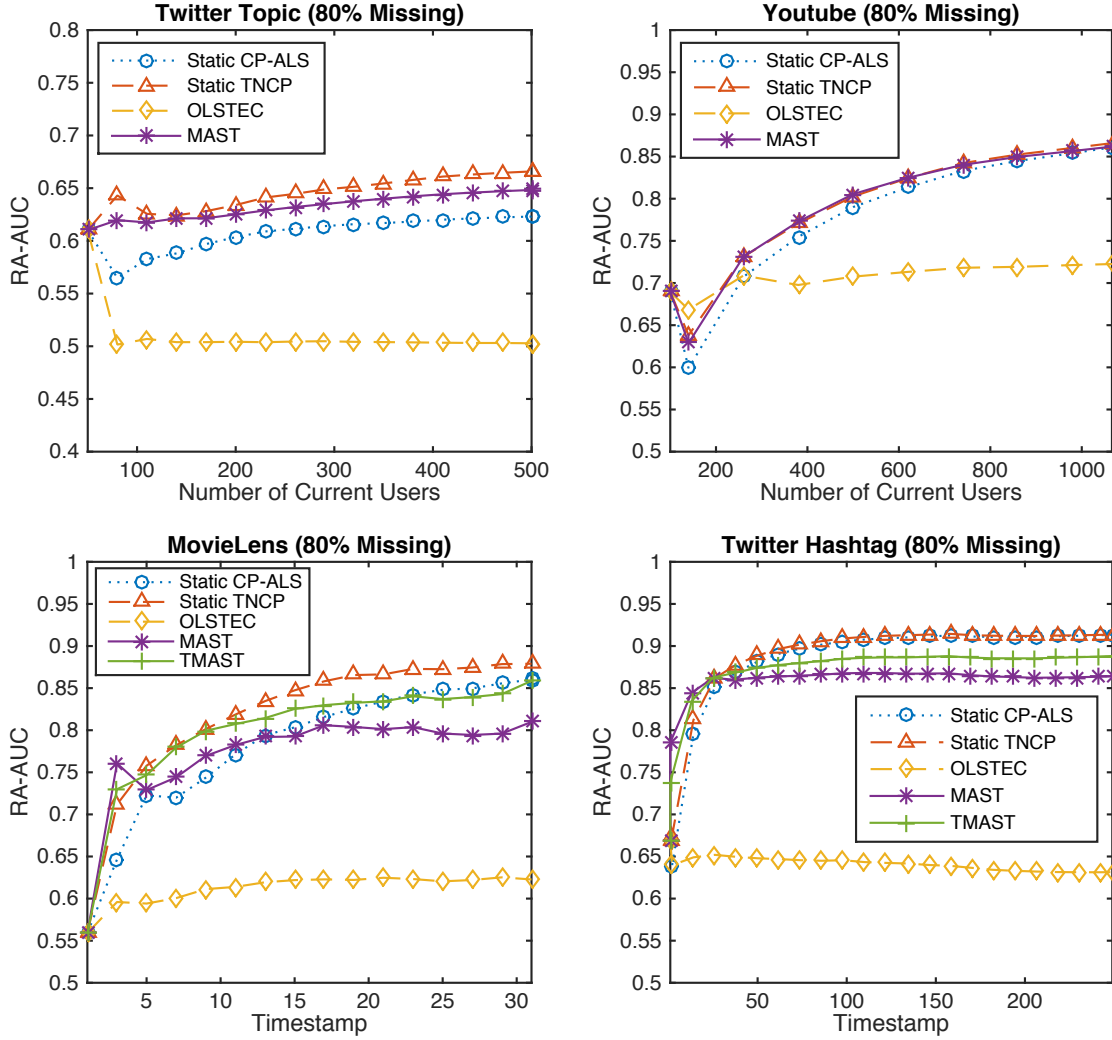 Twitter Topic (80% Missing)
0.8
0.75
0.7
0.65
0.6
0.55
0.5
0.45
0.4
RA-AUC
Static CP-ALS
Static TNCP
OLSTEC
MAST
100
200
300
400
500
Number of Current Users
Youtube (80% Missing)
1
0.95
0.9
0.85
0.8
0.75
0.7
0.65
0.6
0.55
0.5
RA-AUC
Static CP-ALS
Static TNCP
OLSTEC
MAST
200
400
600
800
1000
Number of Current Users
MovieLens (80% Missing)
1
0.95
0.9
0.85
0.8
0.75
0.7
0.65
0.6
0.55
0.5
RA-AUC
Static CP-ALS
Static TNCP
OLSTEC
MAST
TMAST
5
10
15
20
25
30
Timestamp
Twitter Hashtag (80% Missing)
1
0.95
0.9
0.85
0.8
0.75
0.7
0.65
0.6
0.55
0.5
RA-AUC
Static CP-ALS
Static TNCP
OLSTEC
MAST
TMAST
50
100
150
200
Timestamp